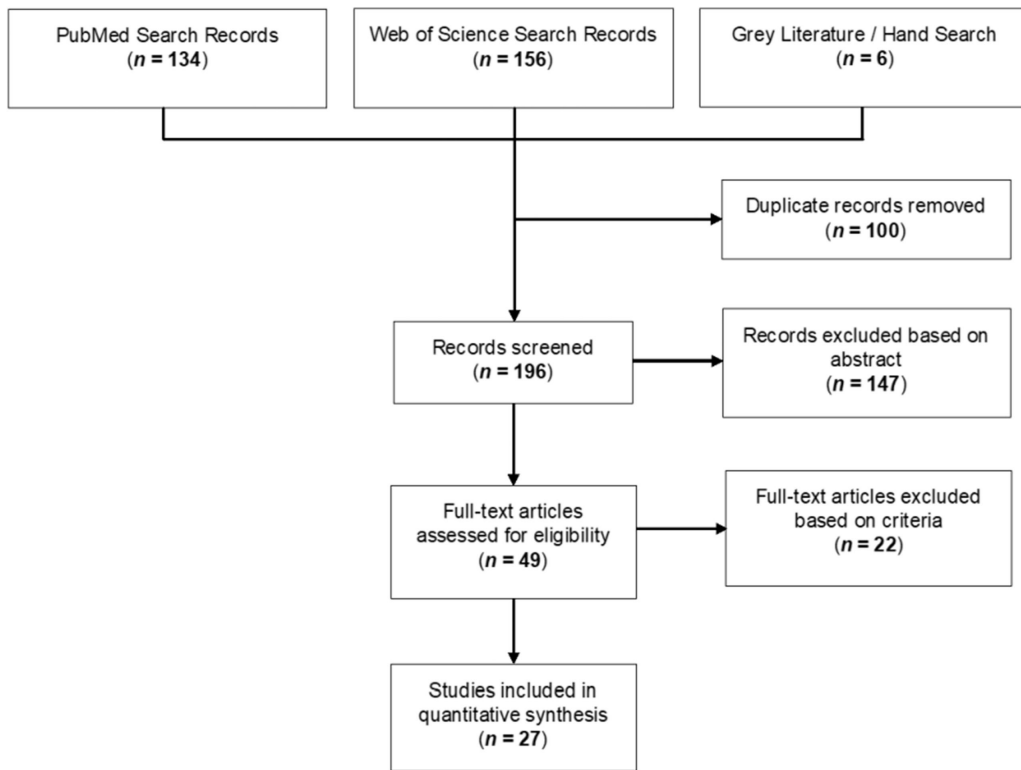 PubMed Search Records
(n = 134)
Web of Science Search Records
(n = 156)
Grey Literature / Hand Search
(n = 6)
Duplicate records removed
(n = 100)
Records screened
(n = 196)
Records excluded based on
abstract
(n = 147)
Full-text articles
assessed for eligibility
(n = 49)
Full-text articles excluded
based on criteria
(n = 22)
Studies included in
quantitative synthesis
(n = 27)